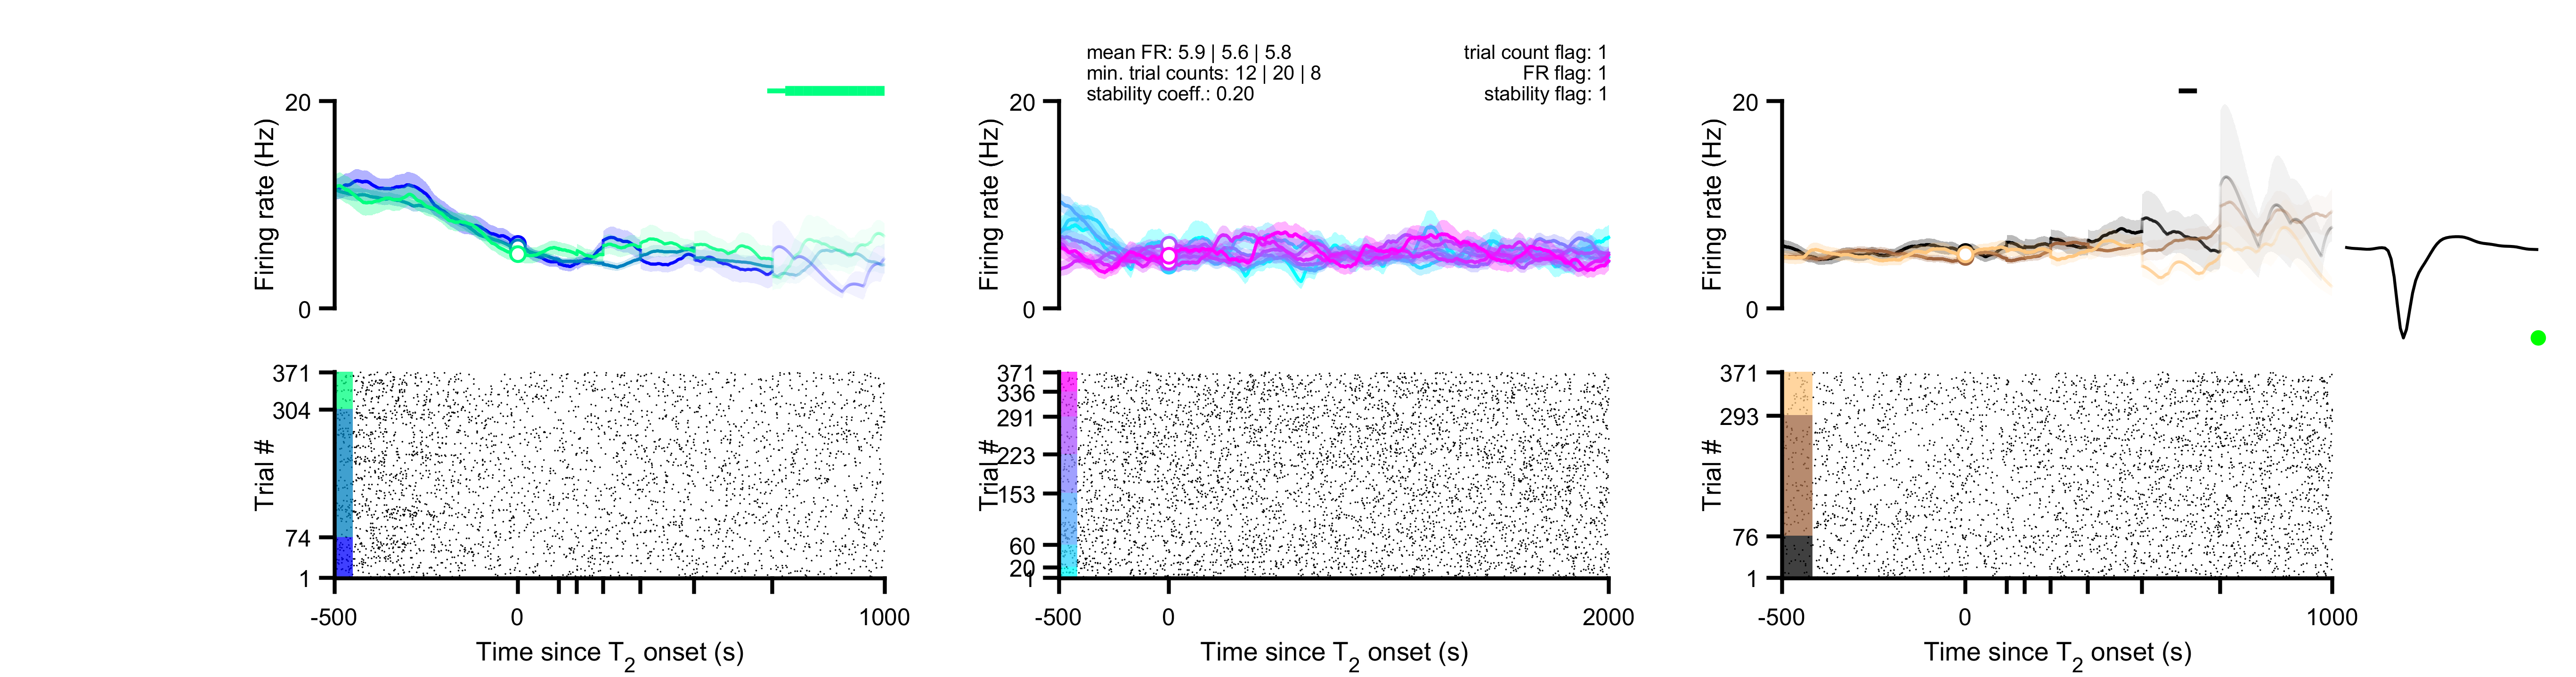 mean FR: 5.9 | 5.6 | 5.8
min. trial counts: 12 | 20 | 8
stability coeff.: 0.20
trial count flag: 1
FR flag: 1
stability flag: 1
20
Firing rate (Hz)
0
371
304
Trial #
74
1
-500
0
1000
Time since T2 onset (s)
20
Firing rate (Hz)
0
371
336
291
223
Trial #
153
60
20
1
-500
0
2000
Time since T2 onset (s)
20
Firing rate (Hz)
0
371
293
Trial #
76
1
-500
0
1000
Time since T2 onset (s)